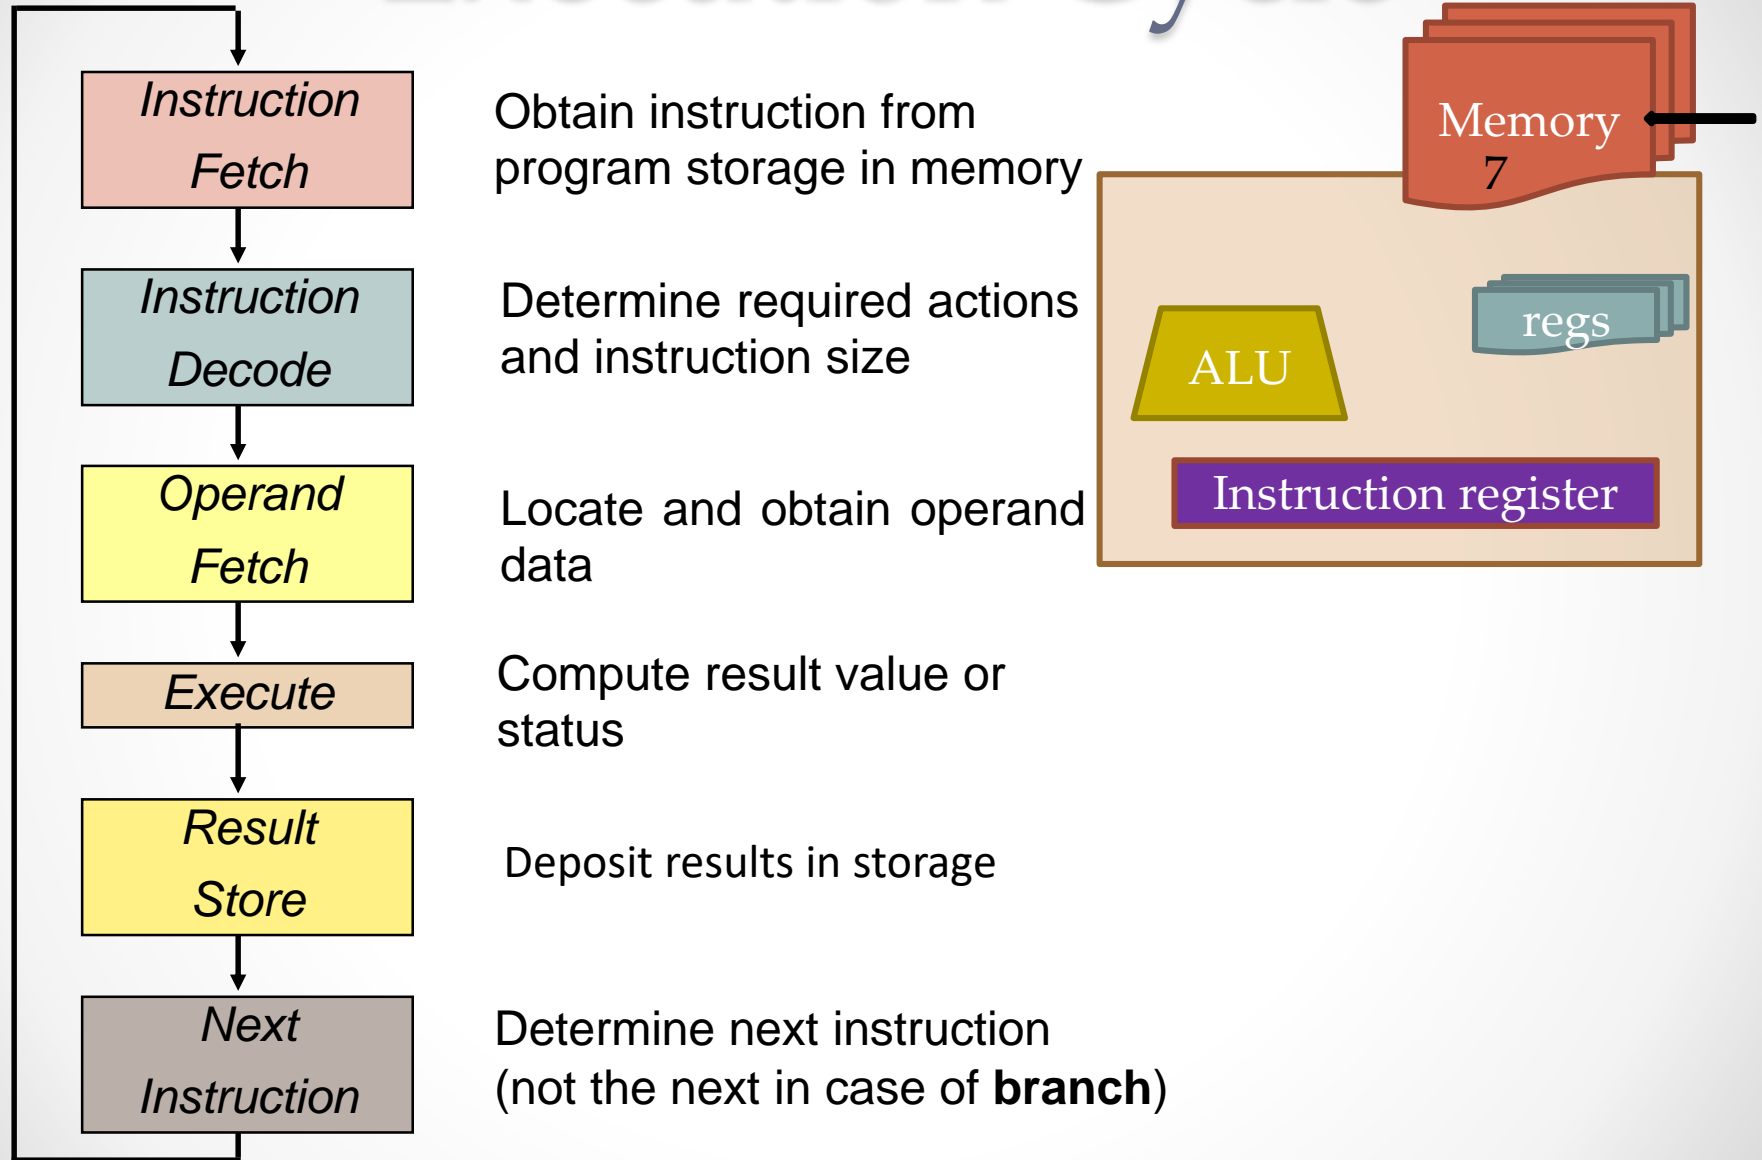 Instruction
Fetch
Obtain instruction from
program storage in memory
Instruction
Decode
Determine required actions
and instruction size
Operand
Fetch
Locate and obtain operand
data
Execute
Compute result value or
status
Result
Store
Deposit results in storage
Next
Instruction
Determine next instruction
(not the next in case of branch)
Memory
7
regs
ALU
Instruction register